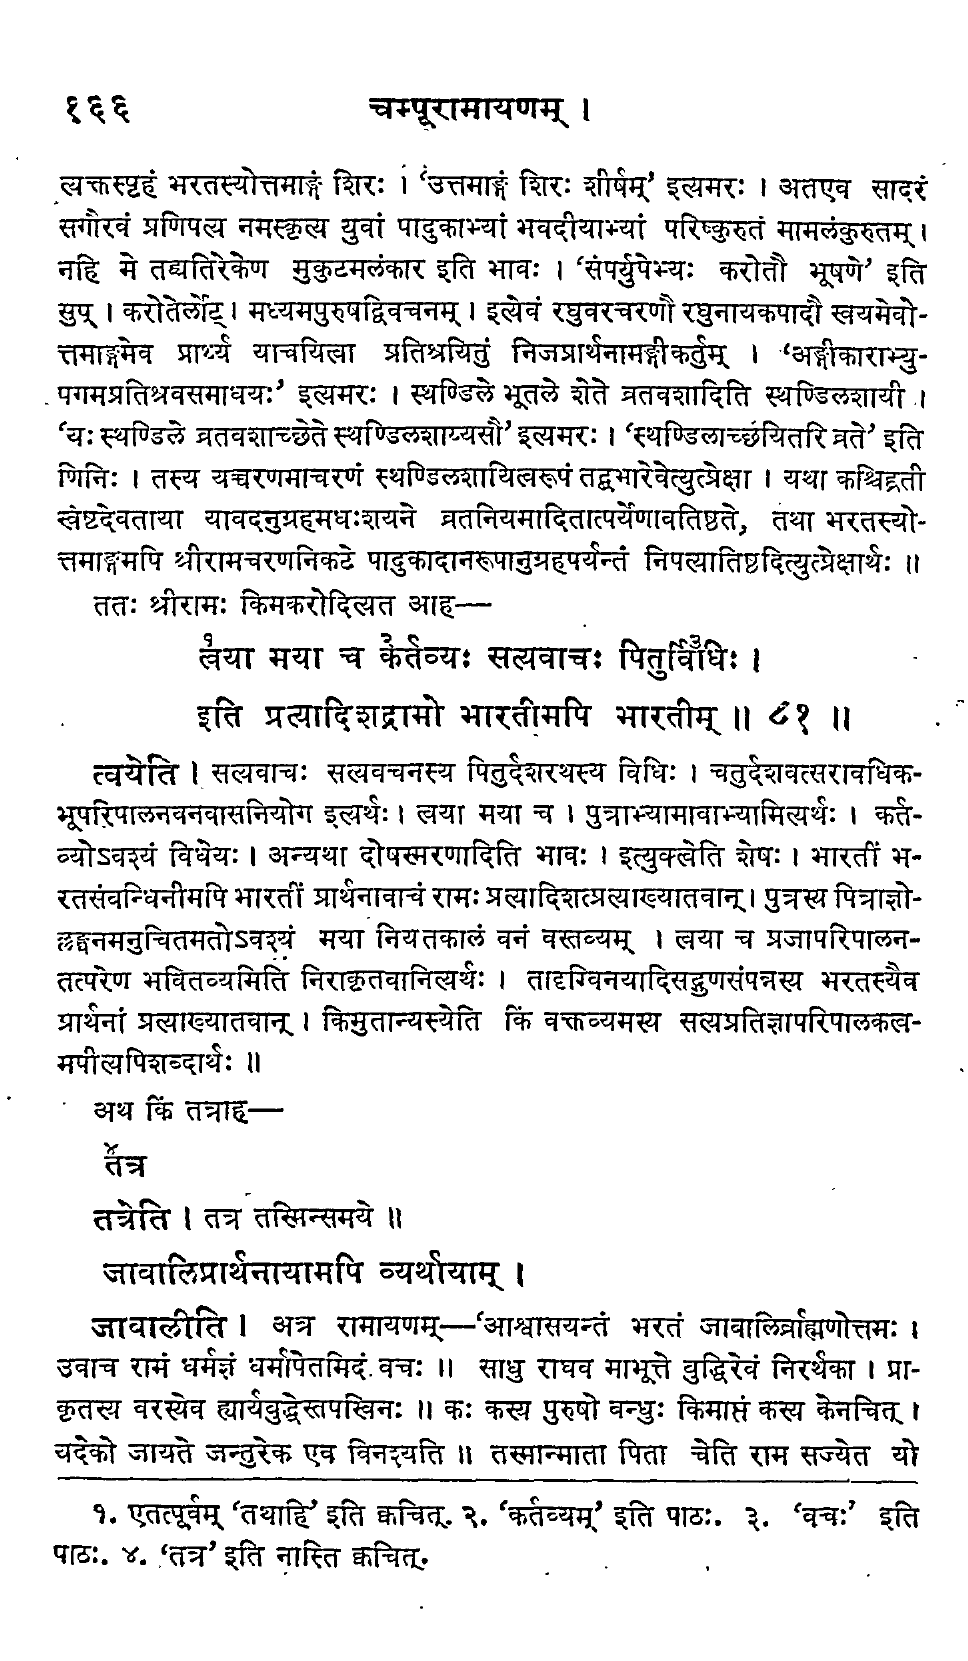 १६६ चम्पूरामायणम् ।
त्यक्तस्पृहं भरतस्योत्तमाङ्गं शिरः । ‘उत्तमाङ्गं शिरः शीर्षम्’ इत्यमरः । अतएव सादरं
सगौरवं प्रणिपत्य नमस्कृत्य युवां पादुकाभ्यां भवदीयाभ्यां परिष्कुरुतं मामलंकुरुतम् ।
नहि मे तद्व्यतिरेकेण मुकुटमलंकार इति भावः । ‘संपर्युपेभ्यः करोतौ भूषणे’ इति
सुप् । करोतेर्लोट् । मध्यमपुरुषद्विवचनम् । इत्येवं रघुवरचरणौ रघुनायकपादौ स्वयमेवो-
त्तमाङ्गमेव प्रार्थ्य याचयित्वा प्रतिश्रयितुं निजप्रार्थनामङ्गीकर्तुम् । ‘अङ्गीकाराभ्यु-
पगमप्रतिश्रवसमाधयः’ इत्यमरः । स्थण्डिले भूतले शेते व्रतवशादिति स्थण्डिलशायी ।
‘यः स्थण्डिले व्रतवशाच्छेते स्थण्डिलशाय्यसौ’ इत्यमरः । ‘स्थण्डिलाच्छयितरि व्रते’ इति
णिनिः । तस्य यच्चरणमाचरणं स्थण्डिलशायित्वरूपं तद्बभारेवेत्युत्प्रेक्षा । यथा कश्चिद्व्रती
स्वेष्टदेवताया यावदनुग्रहमधःशयने व्रतनियमादितात्पर्येणावतिष्ठते, तथा भरतस्यो-
त्तमाङ्गमपि श्रीरामचरणनिकटे पादुकादानरूपानुग्रहपर्यन्तं निपत्यातिष्ठदित्युत्प्रेक्षार्थः ॥
ततः श्रीरामः किमकरोदित्यत आह—
त्वया मया च कर्तव्यः सत्यवाचः पितुर्विधिः ।
इति प्रत्यादिशद्रामो भारतीमपि भारतीम् ॥ ८१ ॥
त्वयेति । सत्यवाचः सत्यवचनस्य पितुर्दशरथस्य विधिः । चतुर्दशवत्सरावधिक-
भूपरिपालनवनवासनियोग इत्यर्थः । त्वया मया च । पुत्राभ्यामावाभ्यामित्यर्थः । कर्त-
व्योऽवश्यं विधेयः । अन्यथा दोषस्मरणादिति भावः । इत्युक्त्वेति शेषः । भारतीं भ-
रतसंबन्धिनीमपि भारतीं प्रार्थनावाचं रामः प्रत्यादिशत्प्रत्याख्यातवान् । पुत्रस्य पित्राज्ञो-
ल्लङ्घनमनुचितमतोऽवश्यं मया नियतकालं वनं वस्तव्यम् । त्वया च प्रजापरिपालन-
तत्परेण भवितव्यमिति निराकृतवानित्यर्थः । तादृग्विनयादिसद्गुणसंपन्नस्य भरतस्यैव
प्रार्थनां प्रत्याख्यातवान् । किमुतान्यस्येति किं वक्तव्यमस्य सत्यप्रतिज्ञापरिपालकत्व-
मपीत्यपिशब्दार्थः ॥
अथ किं तत्राह—
तत्र
तत्रेति । तत्र तस्मिन्समये ॥
जाबालिप्रार्थनायामपि व्यर्थायाम् ।
जाबालीति । अत्र रामायणम्—‘आश्वासयन्तं भरतं जाबालिर्ब्राह्मणोत्तमः ।
उवाच रामं धर्मज्ञं धर्मापेतमिदं वचः ॥ साधु राघव माभूत्ते बुद्धिरेवं निरर्थका । प्रा-
कृतस्य वरस्येव ह्यार्यबुद्धेस्तपस्विनः ॥ कः कस्य पुरुषो बन्धुः किमाप्तं कस्य केनचित् ।
यदेको जायते जन्तुरेक एव विनश्यति ॥ तस्मान्माता पिता चेति राम सज्येत यो
१. एतत्पूर्वम् ‘तथाहि’ इति क्वचित्. २. ‘कर्तव्यम्’ इति पाठः. ३. ‘वचः’ इति
पाठः. ४. ‘तत्र’ इति नास्ति क्वचित्.